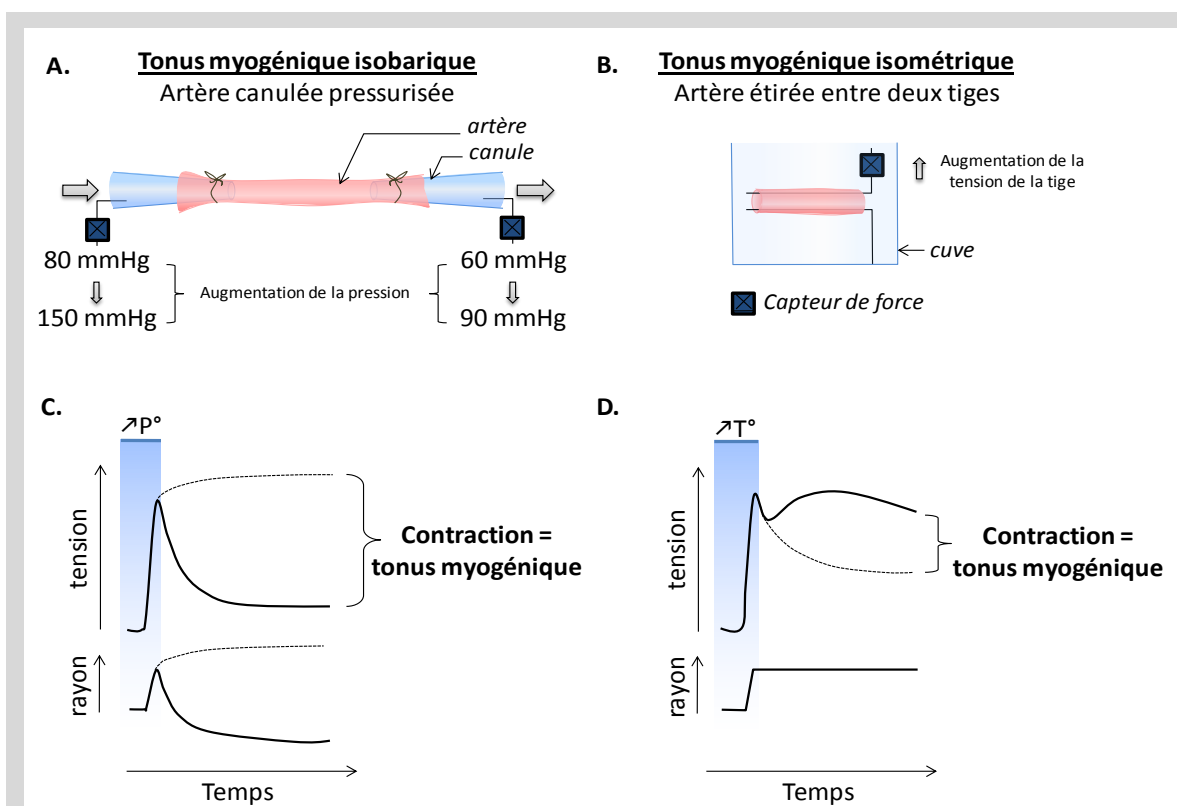 A.
Tonus myogénique isobarique
Artère canulée pressurisée
artère
canule
80 mmHg
150 mmHg
Augmentation de la pression
60 mmHg
90 mmHg
B.
Tonus myogénique isométrique
Artère étirée entre deux tiges
Augmentation de la
tension de la tige
cuve
Capteur de force
C.
↗P°
tension
rayon
Contraction =
tonus myogénique
Temps
D.
↗T°
tension
rayon
Contraction =
tonus myogénique
Temps